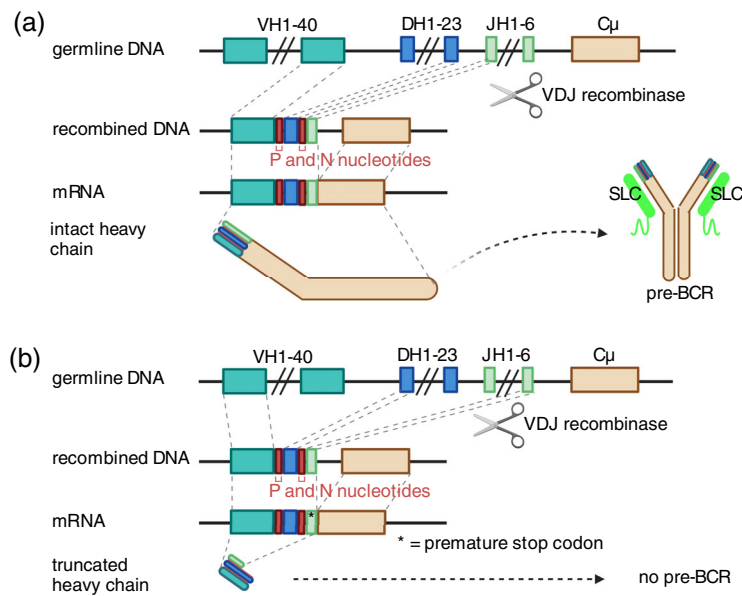 (a)
VH1-40 DH1-23 JH1-6 Cμ
germline DNA
VDJ recombinase
recombined DNA
P and N nucleotides
mRNA
SLC SLC
intact heavy
chain
pre-BCR
(b)
VH1-40 DH1-23 JH1-6 Cμ
germline DNA
VDJ recombinase
recombined DNA
P and N nucleotides
mRNA *
* = premature stop codon
truncated
heavy chain
no pre-BCR